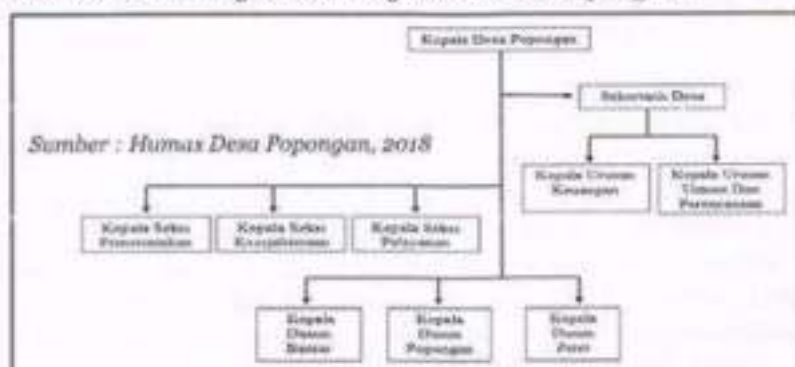 Kepala Desa Popongan
Sekretaris Desa
Sumber : Humas Desa Popongan, 2018
Kepala Urusan
Keuangan
Kepala Urusan
Umum Dan
Perencanaan
Kepala Seksi
Pemerintahan
Kepala Seksi
Kesejahteraan
Kepala Seksi
Pelayanan
Kepala
Dusun
Kepala
Dusun
Popongan
Kepala
Dusun